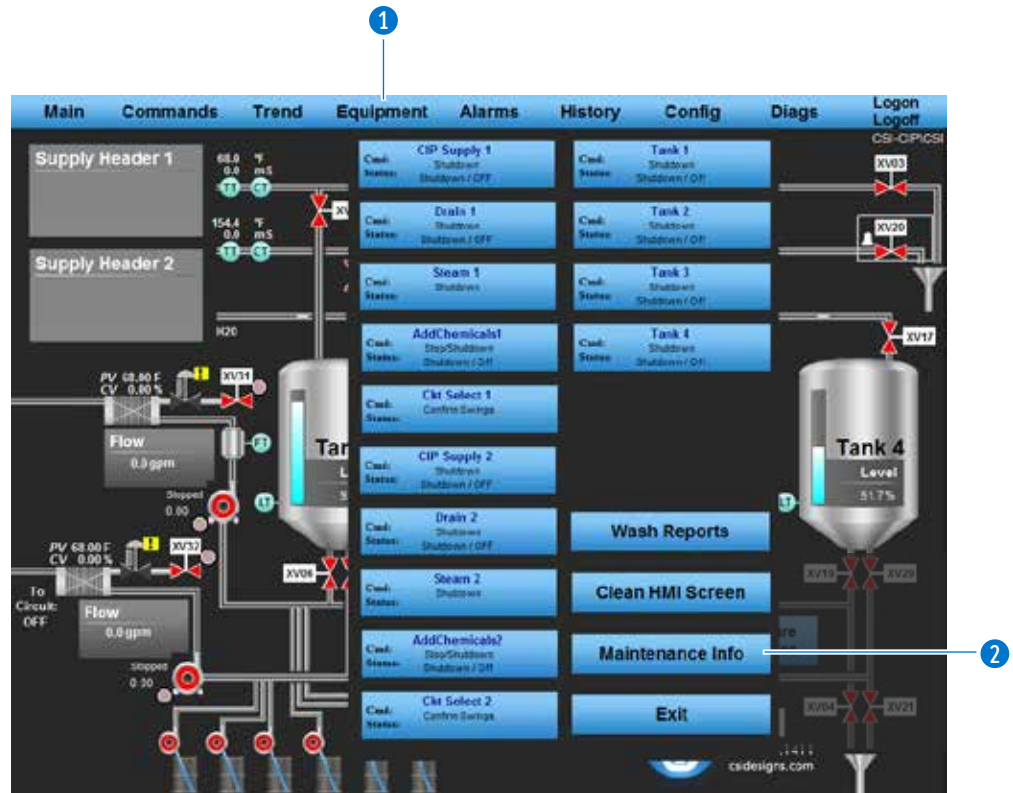 1
Main Commands Trend Equipment Alarms History Config Diags Logon
Logoff
CSI-CIP\CSI
Supply Header 1
68.0 °F
0.0 mS
TT CT
154.4 °F
0.0 mS
TT CT
Supply Header 2
H20
CIP Supply 1
Cmd: Shutdown
Status: Shutdown / OFF
Drain 1
Cmd: Shutdown
Status: Shutdown / OFF
Steam 1
Cmd: Shutdown
Status:
AddChemicals1
Cmd: Stop/Shutdown
Status: Shutdown / Off
Ckt Select 1
Cmd: Confirm Swings
Status:
CIP Supply 2
Cmd: Shutdown
Status: Shutdown / OFF
Drain 2
Cmd: Shutdown
Status: Shutdown / OFF
Steam 2
Cmd: Shutdown
Status:
AddChemicals2
Cmd: Stop/Shutdown
Status: Shutdown / Off
Ckt Select 2
Cmd: Confirm Swings
Status:
Tank 1
Cmd: Shutdown
Status: Shutdown / Off
Tank 2
Cmd: Shutdown
Status: Shutdown / Off
Tank 3
Cmd: Shutdown
Status: Shutdown / Off
Tank 4
Cmd: Shutdown
Status: Shutdown / Off
Wash Reports
Clean HMI Screen
Maintenance Info
2
Exit
XV03
XV20
XV17
PV 68.00 F
CV 0.00 %
XV31
Flow
0.0 gpm
FT
Stopped
0.00
LT
PV 68.00 F
CV 0.00 %
XV32
XV06
To
Circuit:
OFF
Flow
0.0 gpm
Stopped
0.00
Tank 4
Level
51.7%
LT
XV19 XV29
XV04 XV21
csidesigns.com